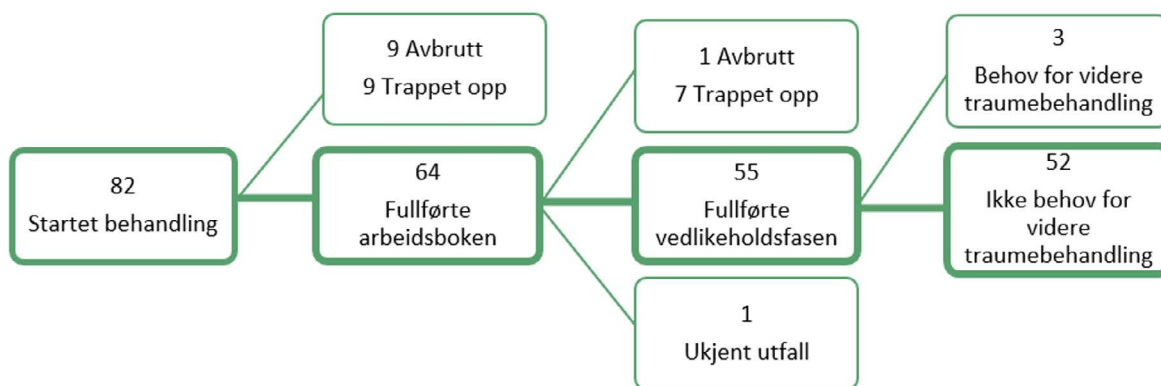 82
Startet behandling
9 Avbrutt
9 Trappet opp
64
Fullførte
arbeidsboken
1 Avbrutt
7 Trappet opp
55
Fullførte
vedlikeholdsfasen
1
Ukjent utfall
3
Behov for videre
traumebehandling
52
Ikke behov for
videre
traumebehandling